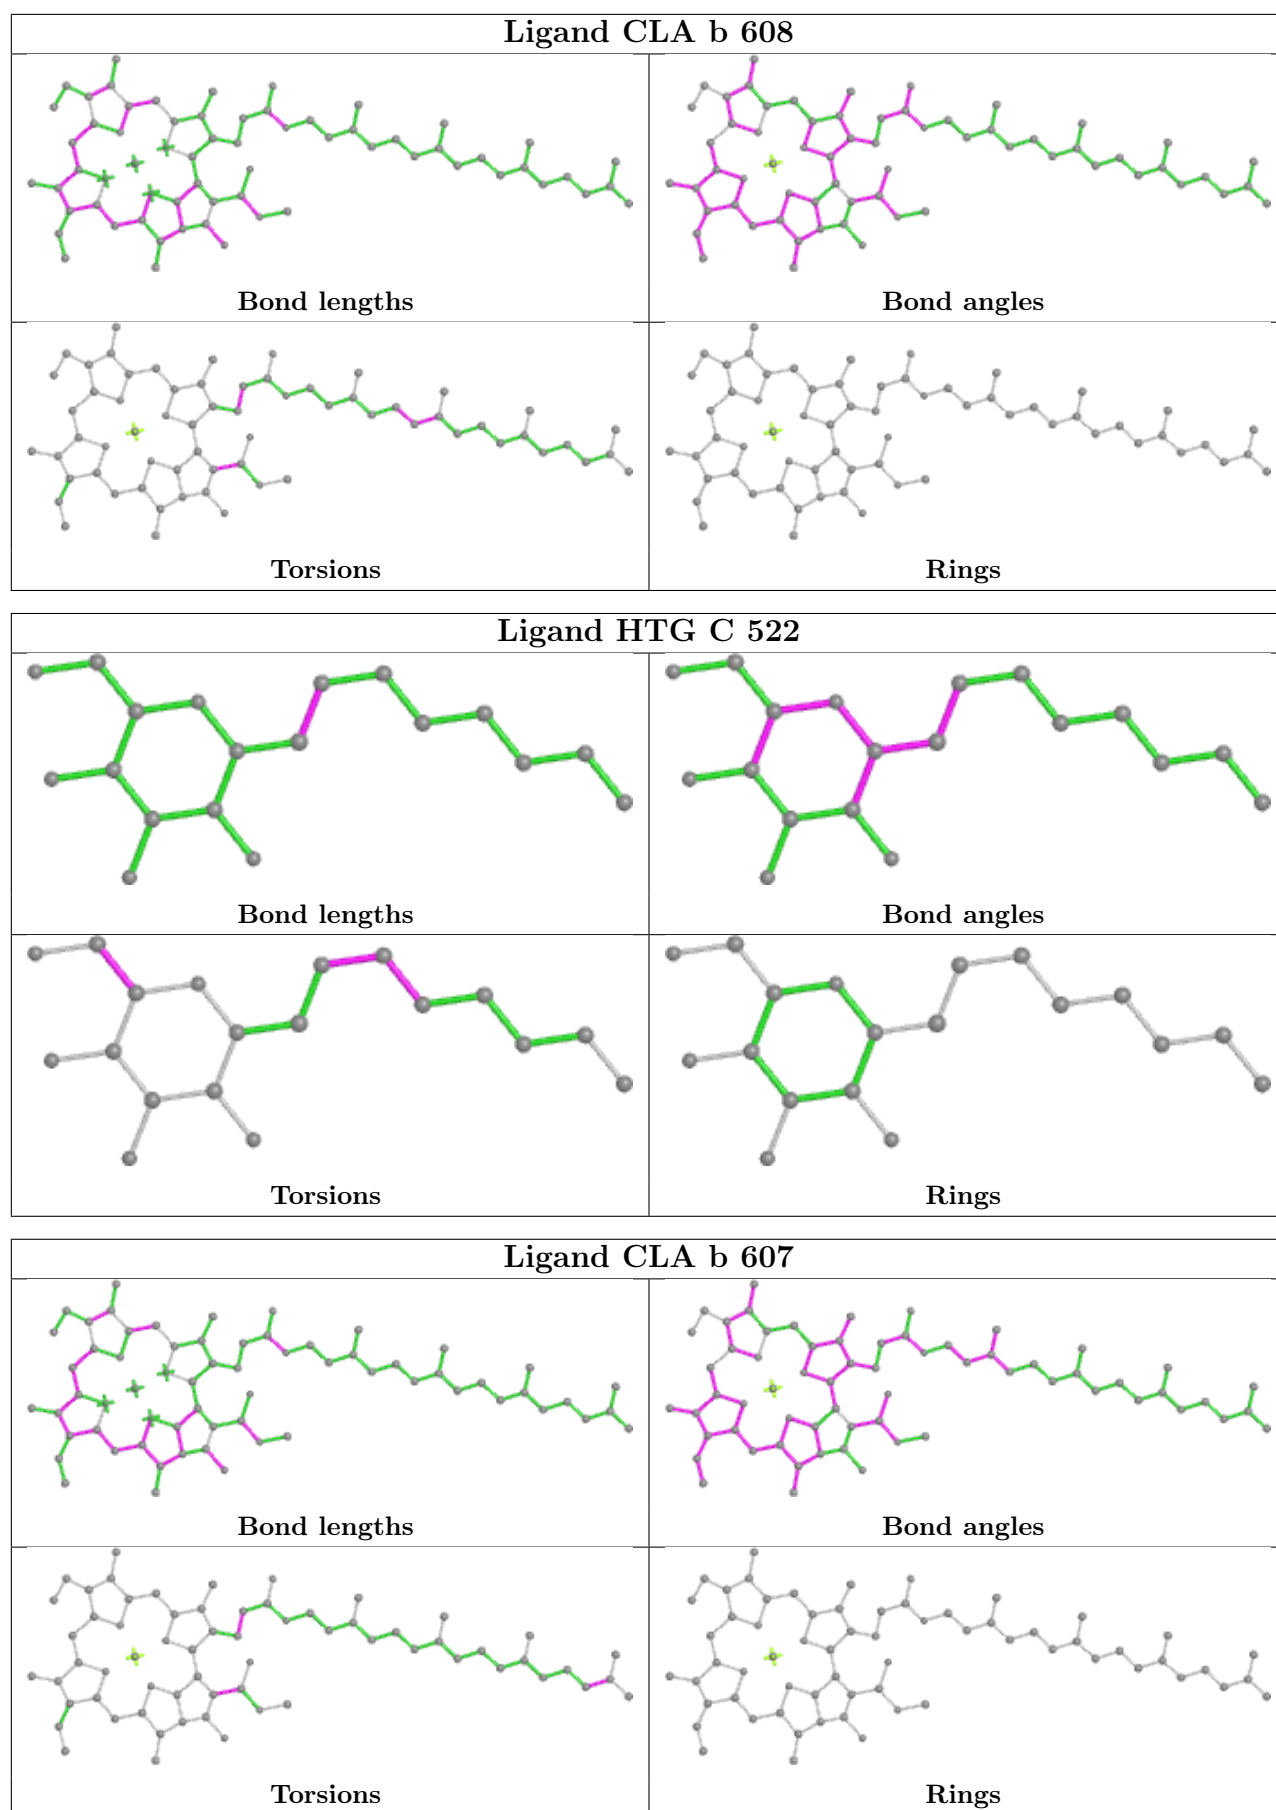 Ligand CLA b 608
Bond lengths
Bond angles
Torsions
Rings
Ligand HTG C 522
Bond lengths
Bond angles
Torsions
Rings
Ligand CLA b 607
Bond lengths
Bond angles
Torsions
Rings